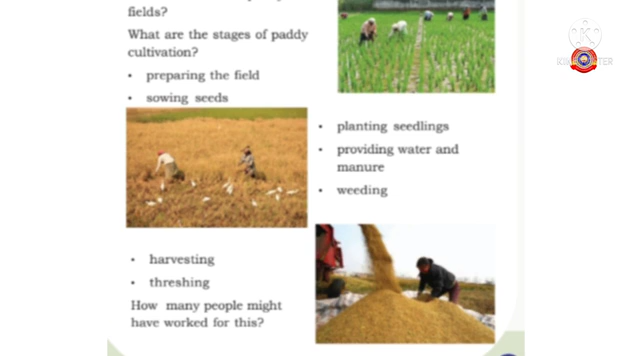 fields?
What are the stages of paddy
cultivation?
• preparing the field
• sowing seeds
• planting seedlings
• providing water and
manure
• weeding
• harvesting
• threshing
How many people might
have worked for this?